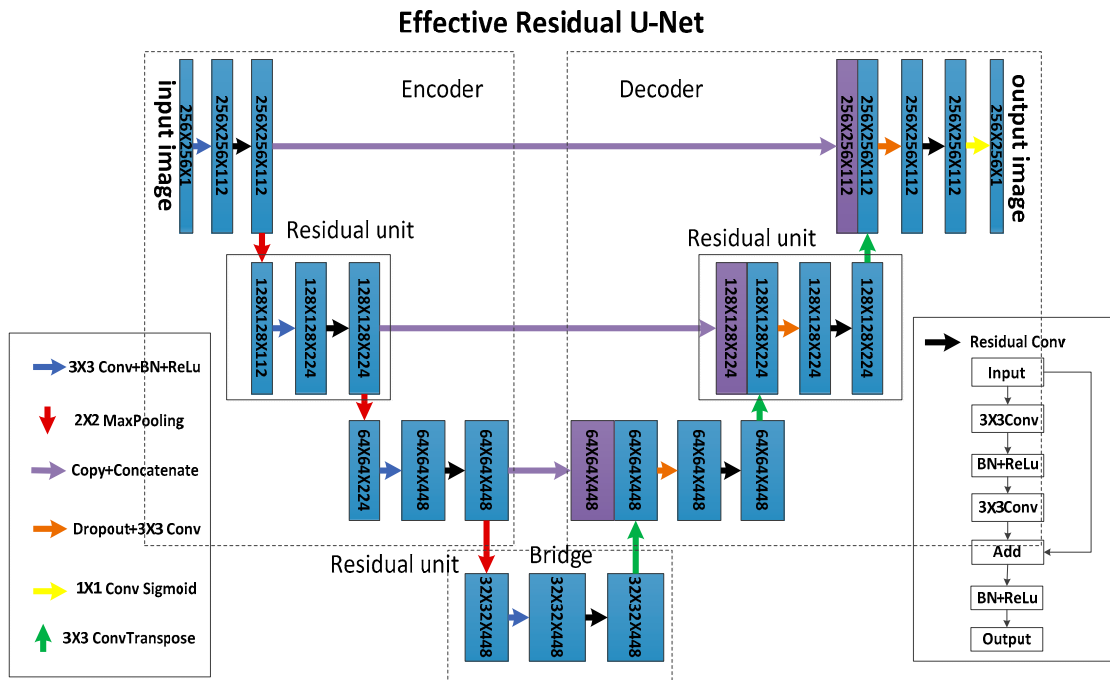 Effective Residual U-Net
Encoder
Decoder
input image
256X256X1
256X256X112
256X256X112
256X256X112
256X256X112
256X256X112
256X256X112
256X256X1
output image
Residual unit
128X128X112
128X128X224
128X128X224
Residual unit
128X128X224
128X128X224
128X128X224
128X128X224
64X64X224
64X64X448
64X64X448
64X64X448
64X64X448
64X64X448
64X64X448
Residual unit
Bridge
32X32X448
32X32X448
32X32X448
3X3 Conv+BN+ReLu
2X2 MaxPooling
Copy+Concatenate
Dropout+3X3 Conv
1X1 Conv Sigmoid
3X3 ConvTranspose
Residual Conv
Input
3X3Conv
BN+ReLu
3X3Conv
Add
BN+ReLu
Output